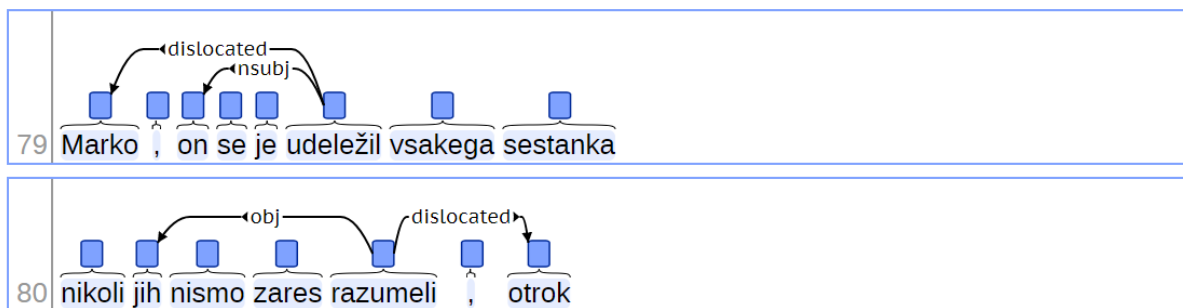 dislocated
nsubj
79 Marko , on se je udeležil vsakega sestanka
obj dislocated
80 nikoli jih nismo zares razumeli , otrok